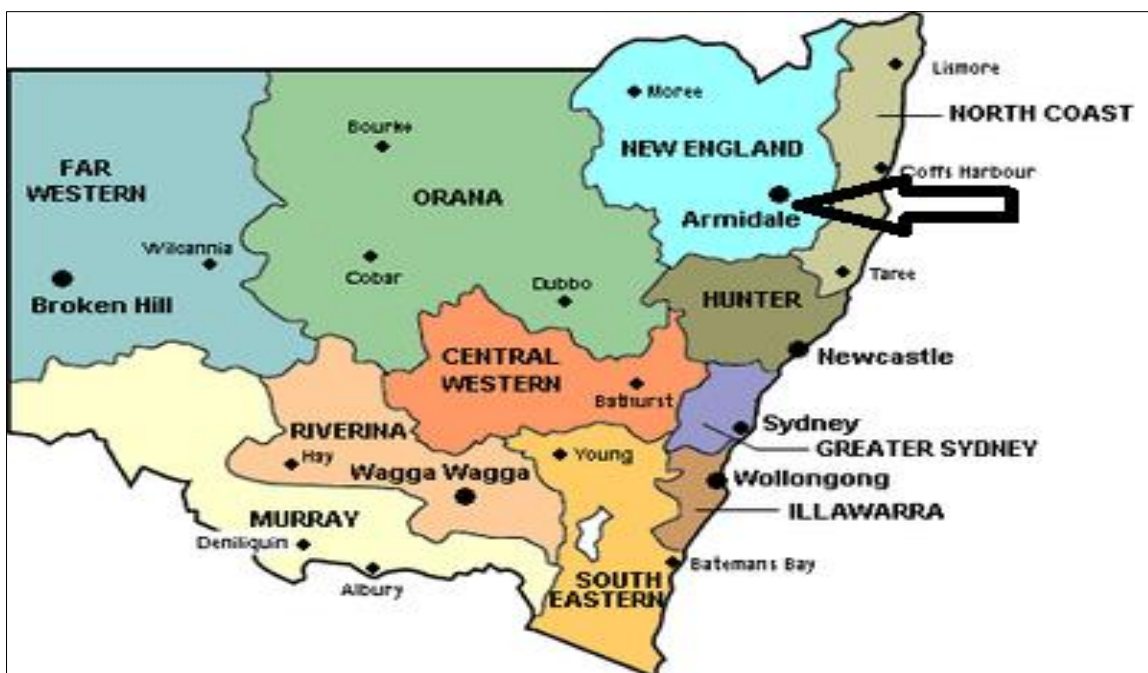 Lismore
Moree
NORTH COAST
Bourke
NEW ENGLAND
FAR
WESTERN
Coffs Harbour
ORANA
Armidale
Wilcannia
Cobar
Taree
Dubbo
HUNTER
Broken Hill
CENTRAL
WESTERN
Newcastle
Bathurst
Sydney
RIVERINA
GREATER SYDNEY
Hay
Young
Wagga Wagga
Wollongong
ILLAWARRA
MURRAY
Deniliquin
Batemans Bay
Albury
SOUTH
EASTERN